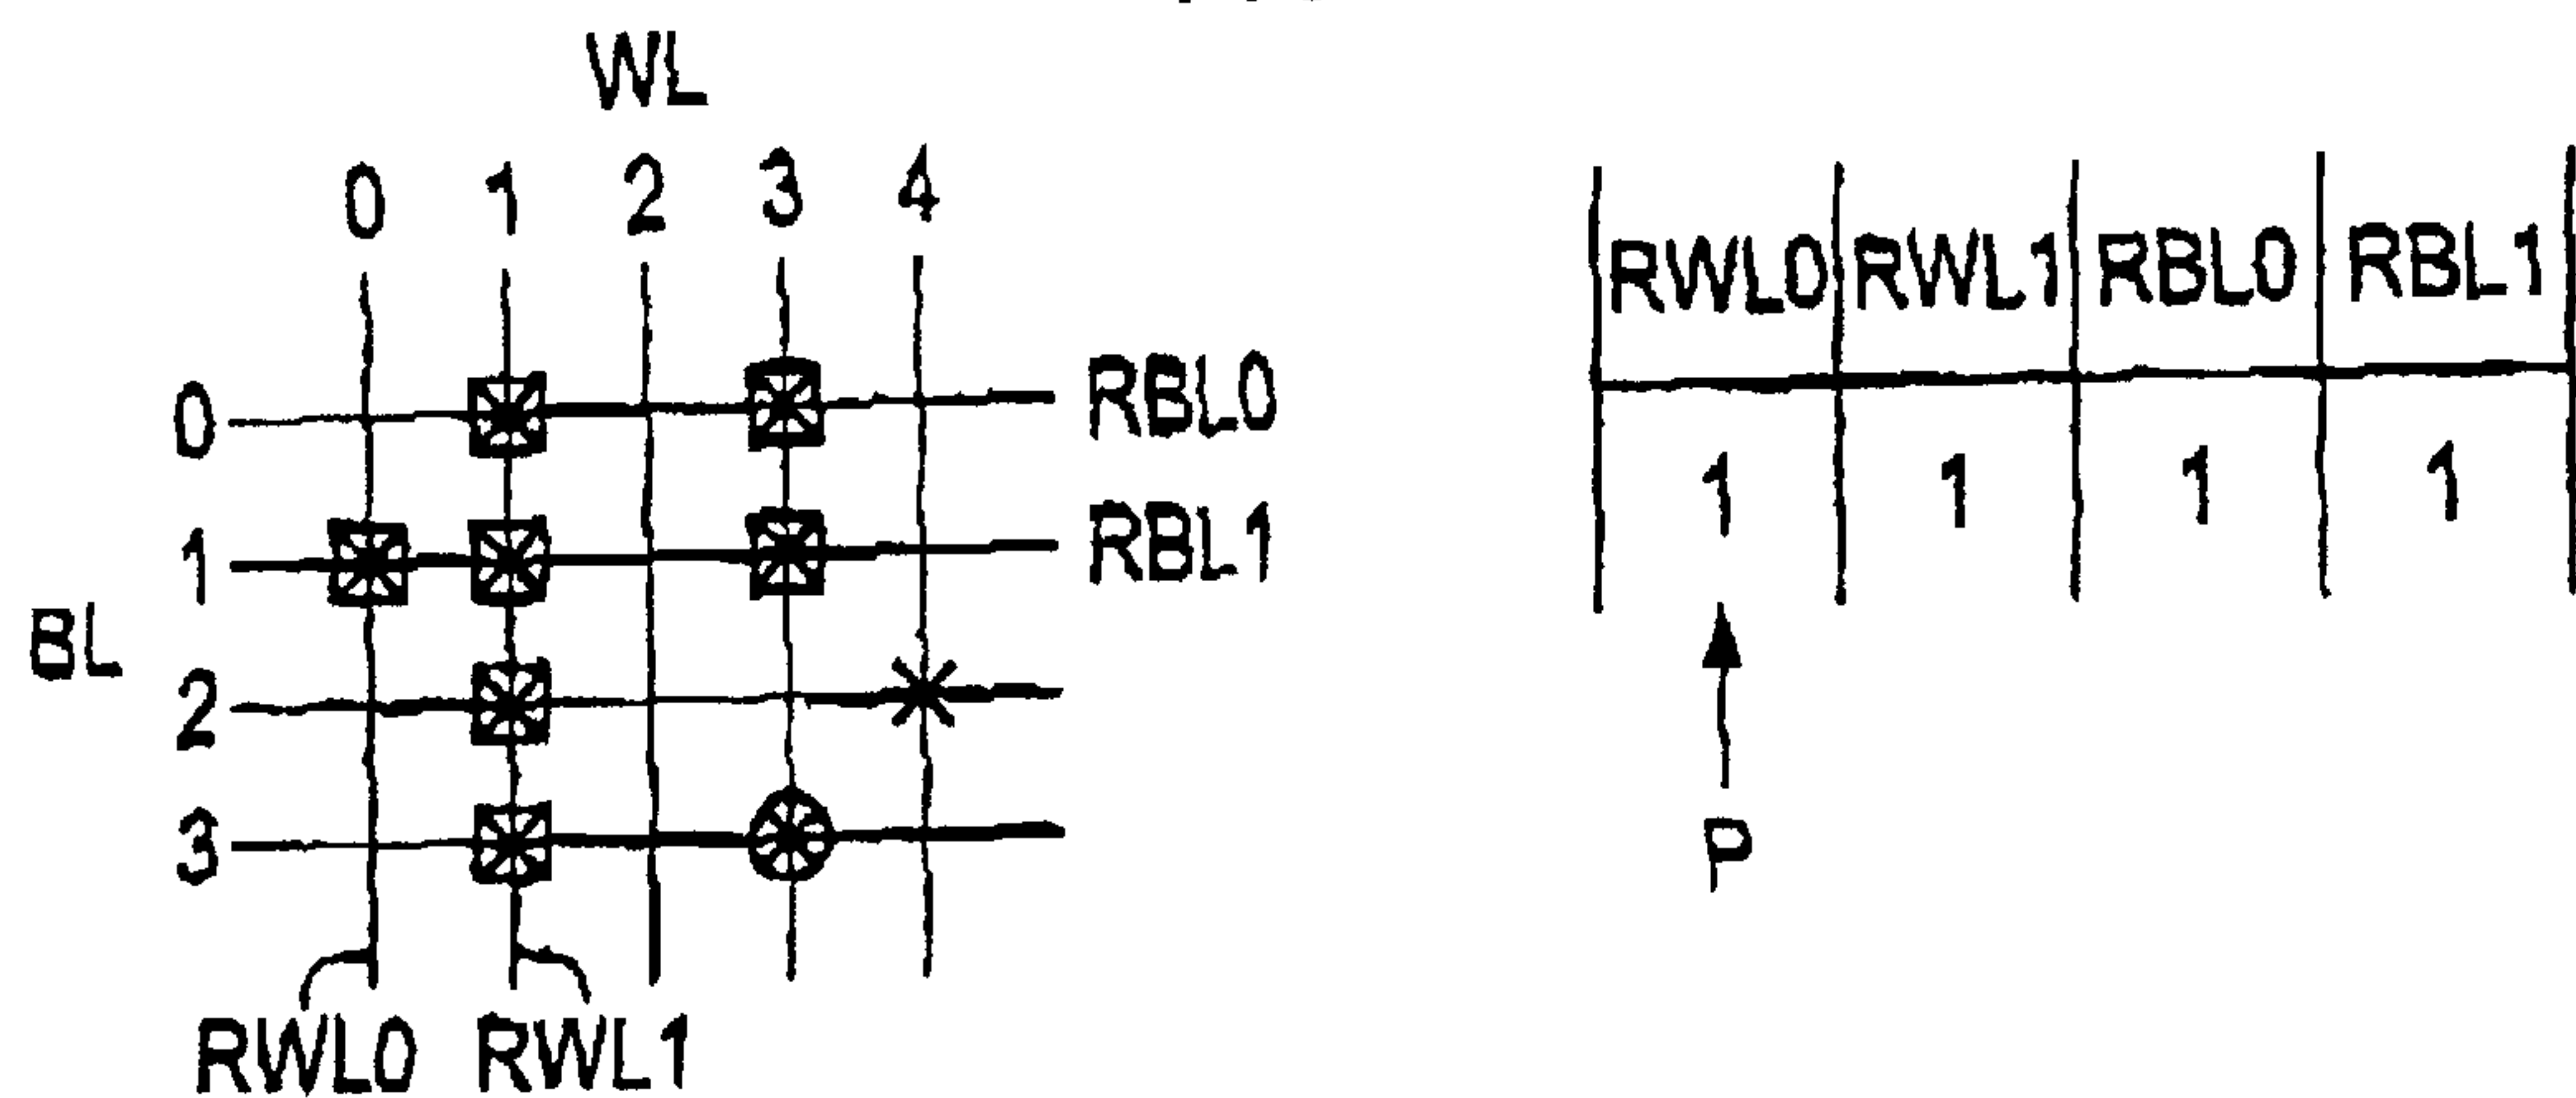 WL
0 1 2 3 4
0 RBL0
1 RBL1
BL
2
3
RWL0 RWL1
RWL0 RWL1 RBL0 RBL1
1 1 1 1
P